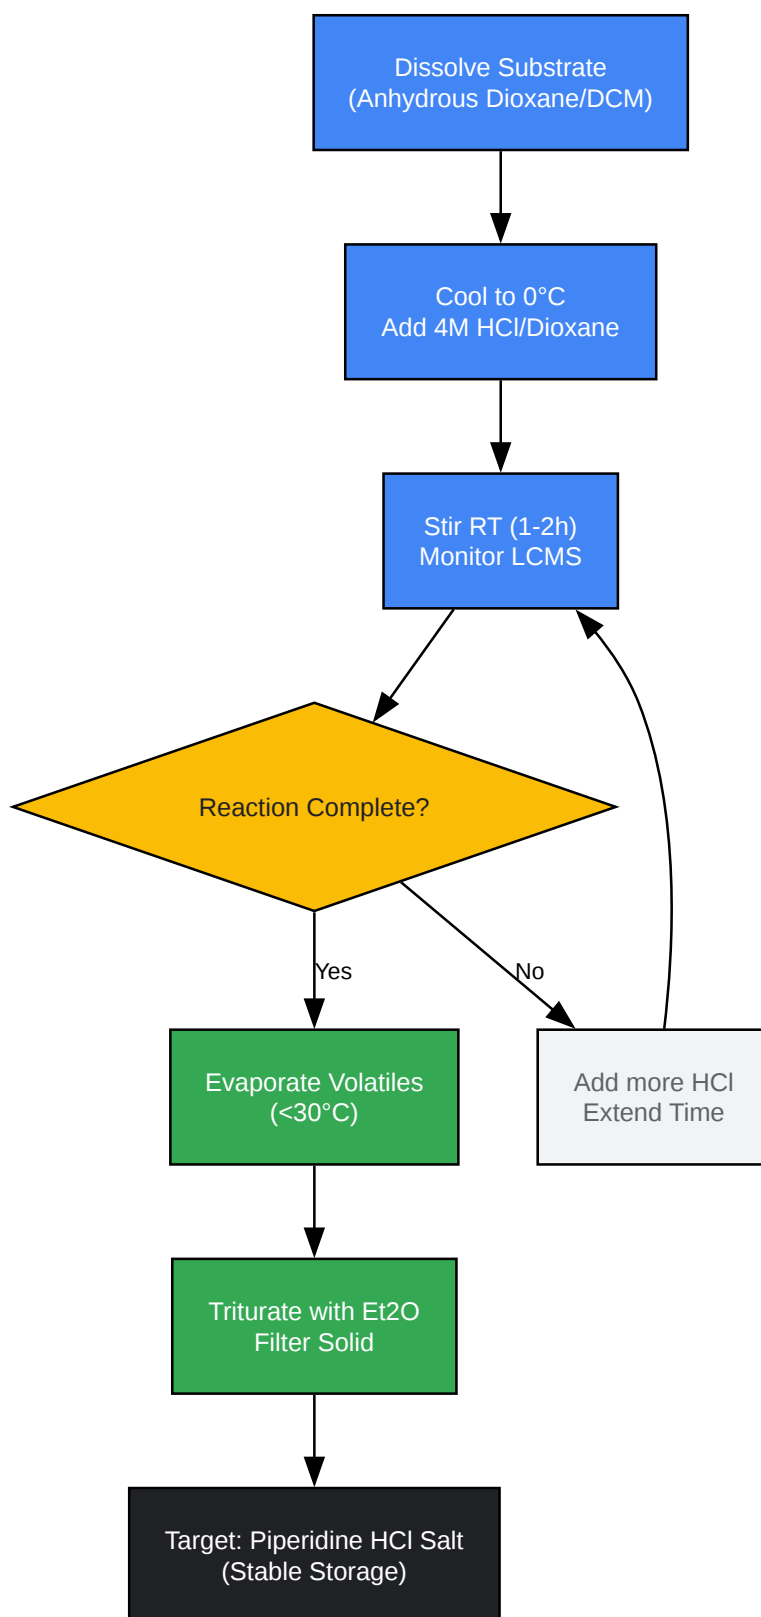 Dissolve Substrate
(Anhydrous Dioxane/DCM)
Cool to 0°C
Add 4M HCl/Dioxane
Stir RT (1-2h)
Monitor LCMS
Reaction Complete?
Yes
No
Evaporate Volatiles
(<30°C)
Add more HCl
Extend Time
Triturate with Et2O
Filter Solid
Target: Piperidine HCl Salt
(Stable Storage)